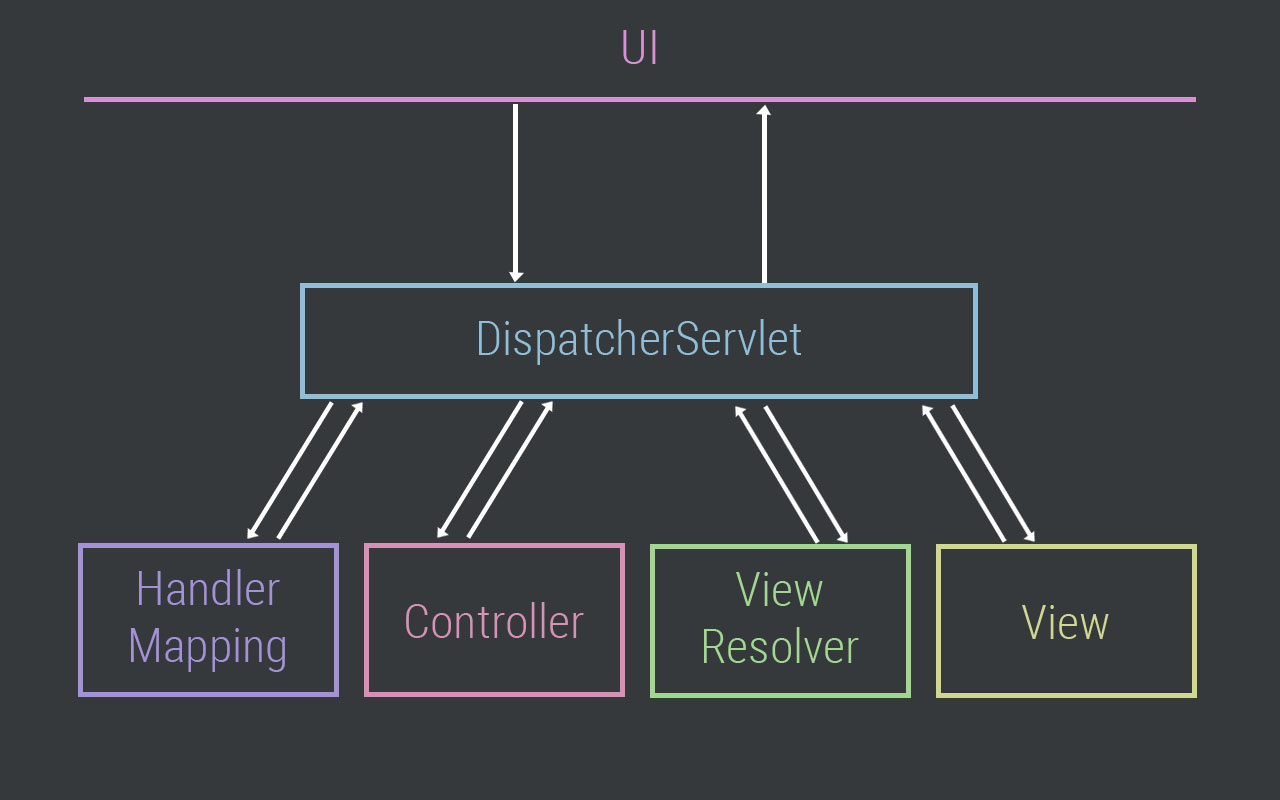 UI
DispatcherServlet
Handler
Mapping
Controller
View
Resolver
View